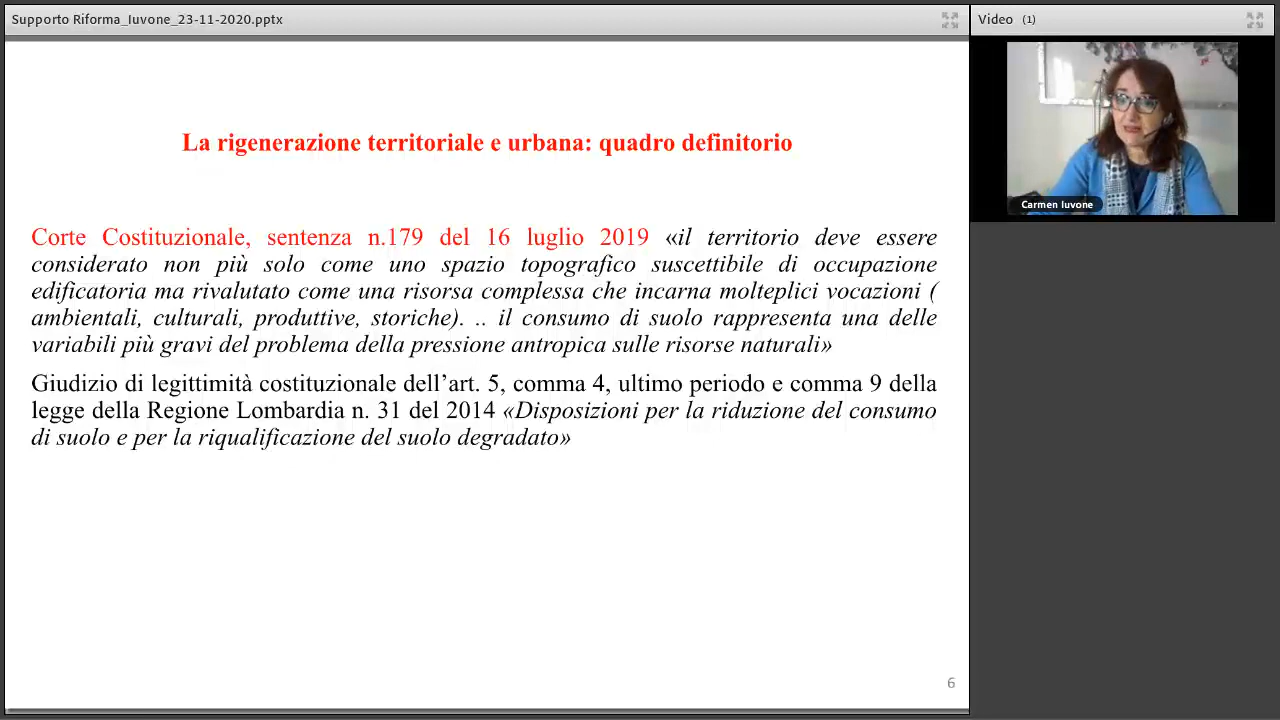 Supporto Riforma_Iuvone_23-11-2020.pptx
Video (1)
Carmen Iuvone
La rigenerazione territoriale e urbana: quadro definitorio
Corte Costituzionale, sentenza n.179 del 16 luglio 2019 «il territorio deve essere
considerato non più solo come uno spazio topografico suscettibile di occupazione
edificatoria ma rivalutato come una risorsa complessa che incarna molteplici vocazioni (
ambientali, culturali, produttive, storiche). .. il consumo di suolo rappresenta una delle
variabili più gravi del problema della pressione antropica sulle risorse naturali»
Giudizio di legittimità costituzionale dell’art. 5, comma 4, ultimo periodo e comma 9 della
legge della Regione Lombardia n. 31 del 2014 «Disposizioni per la riduzione del consumo
di suolo e per la riqualificazione del suolo degradato»
6